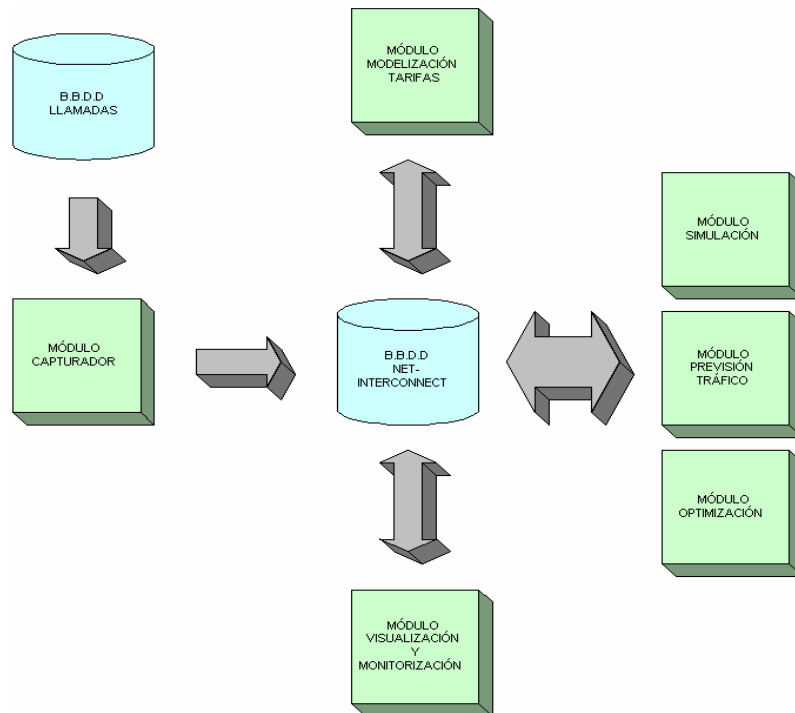 B.B.D.D
LLAMADAS
MÓDULO
MODELIZACIÓN
TARIFAS
MÓDULO
SIMULACIÓN
MÓDULO
CAPTURADOR
B.B.D.D
NET-
INTERCONNECT
MÓDULO
PREVISIÓN
TRÁFICO
MÓDULO
OPTIMIZACIÓN
MÓDULO
VISUALIZACIÓN
Y
MONITORIZACIÓN